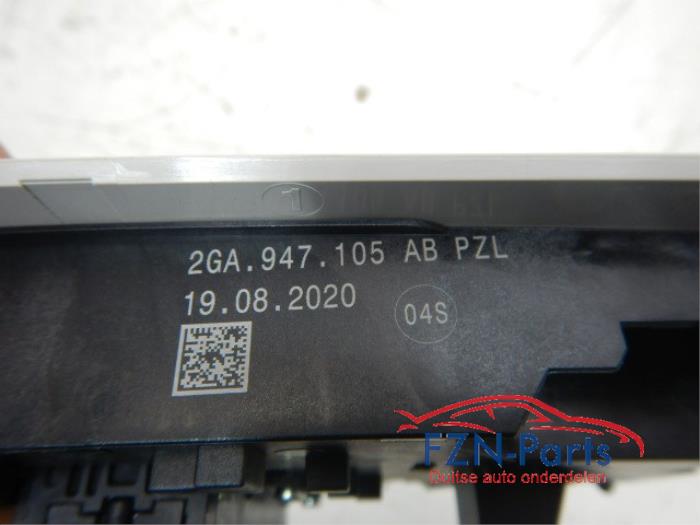 1
2GA.947.105 AB PZL
19.08.2020
04S
FZN-Parts
Duitse auto onderdelen